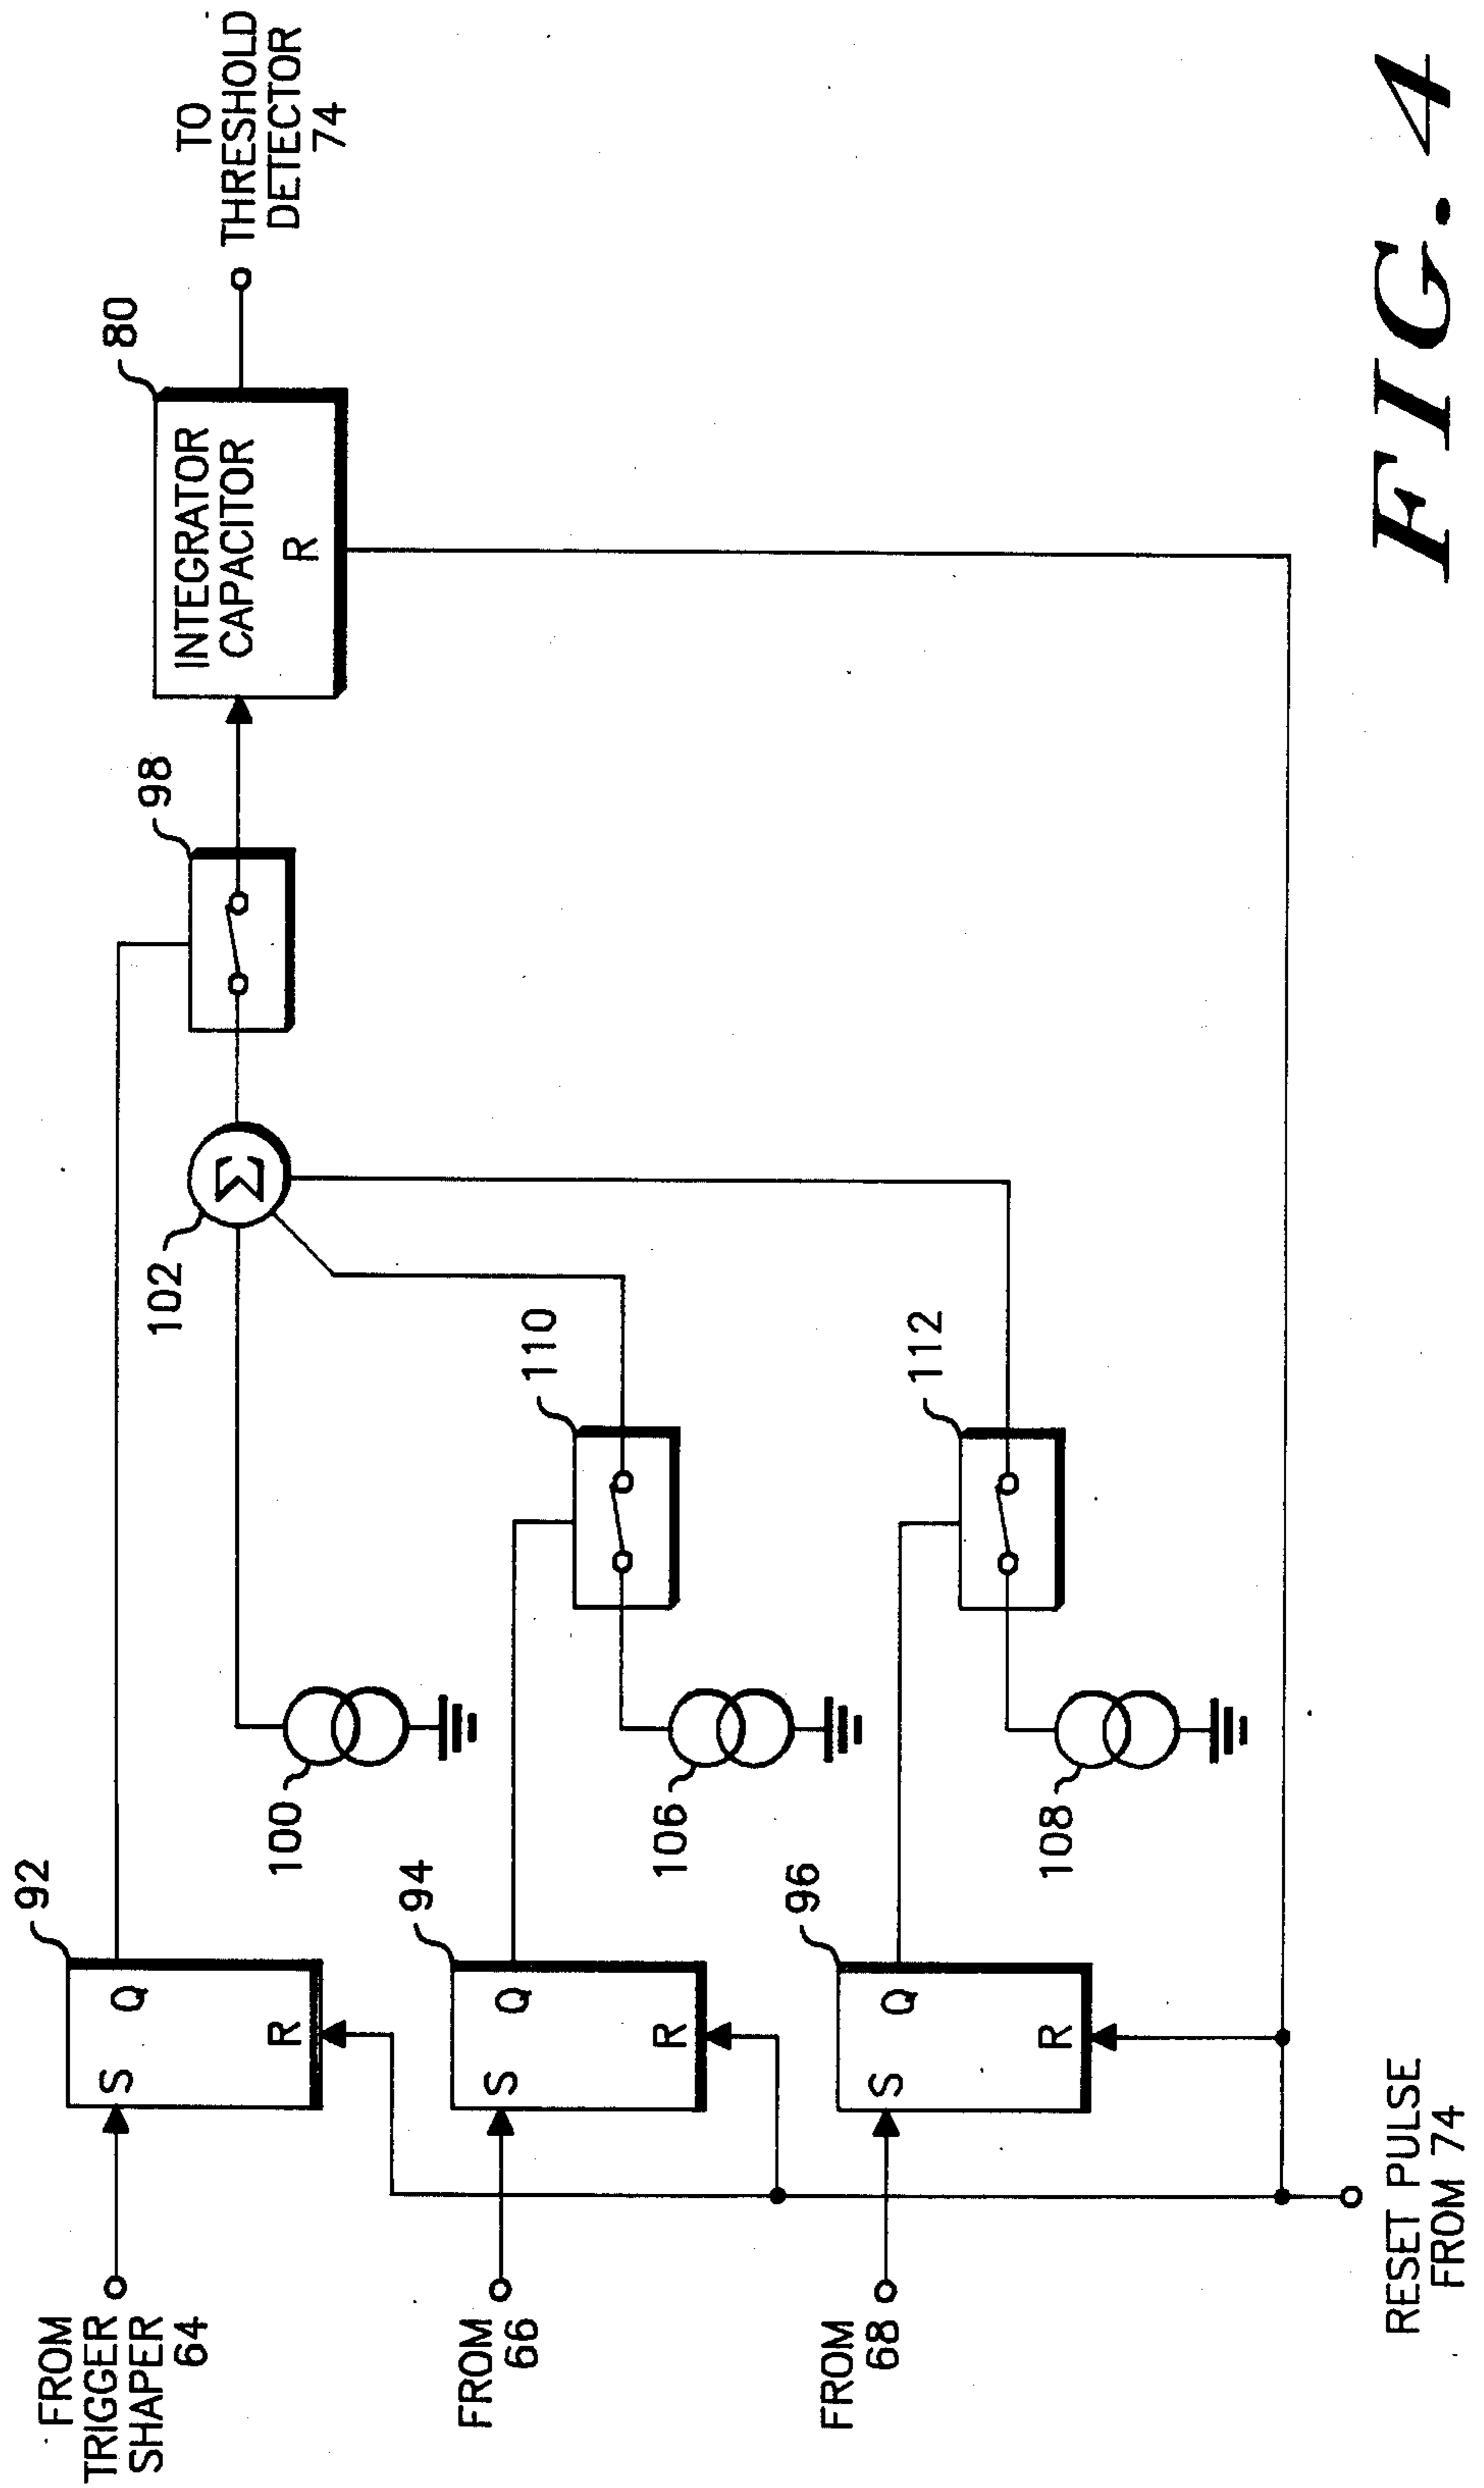 FROM
TRIGGER
SHAPER
64
92
S
Q
R
FROM
66
94
S
Q
R
FROM
68
96
S
Q
R
RESET PULSE
FROM 74
100
106
108
110
112
102
Σ
98
80
INTEGRATOR
CAPACITOR
R
TO
THRESHOLD
DETECTOR
74
FIG. 4